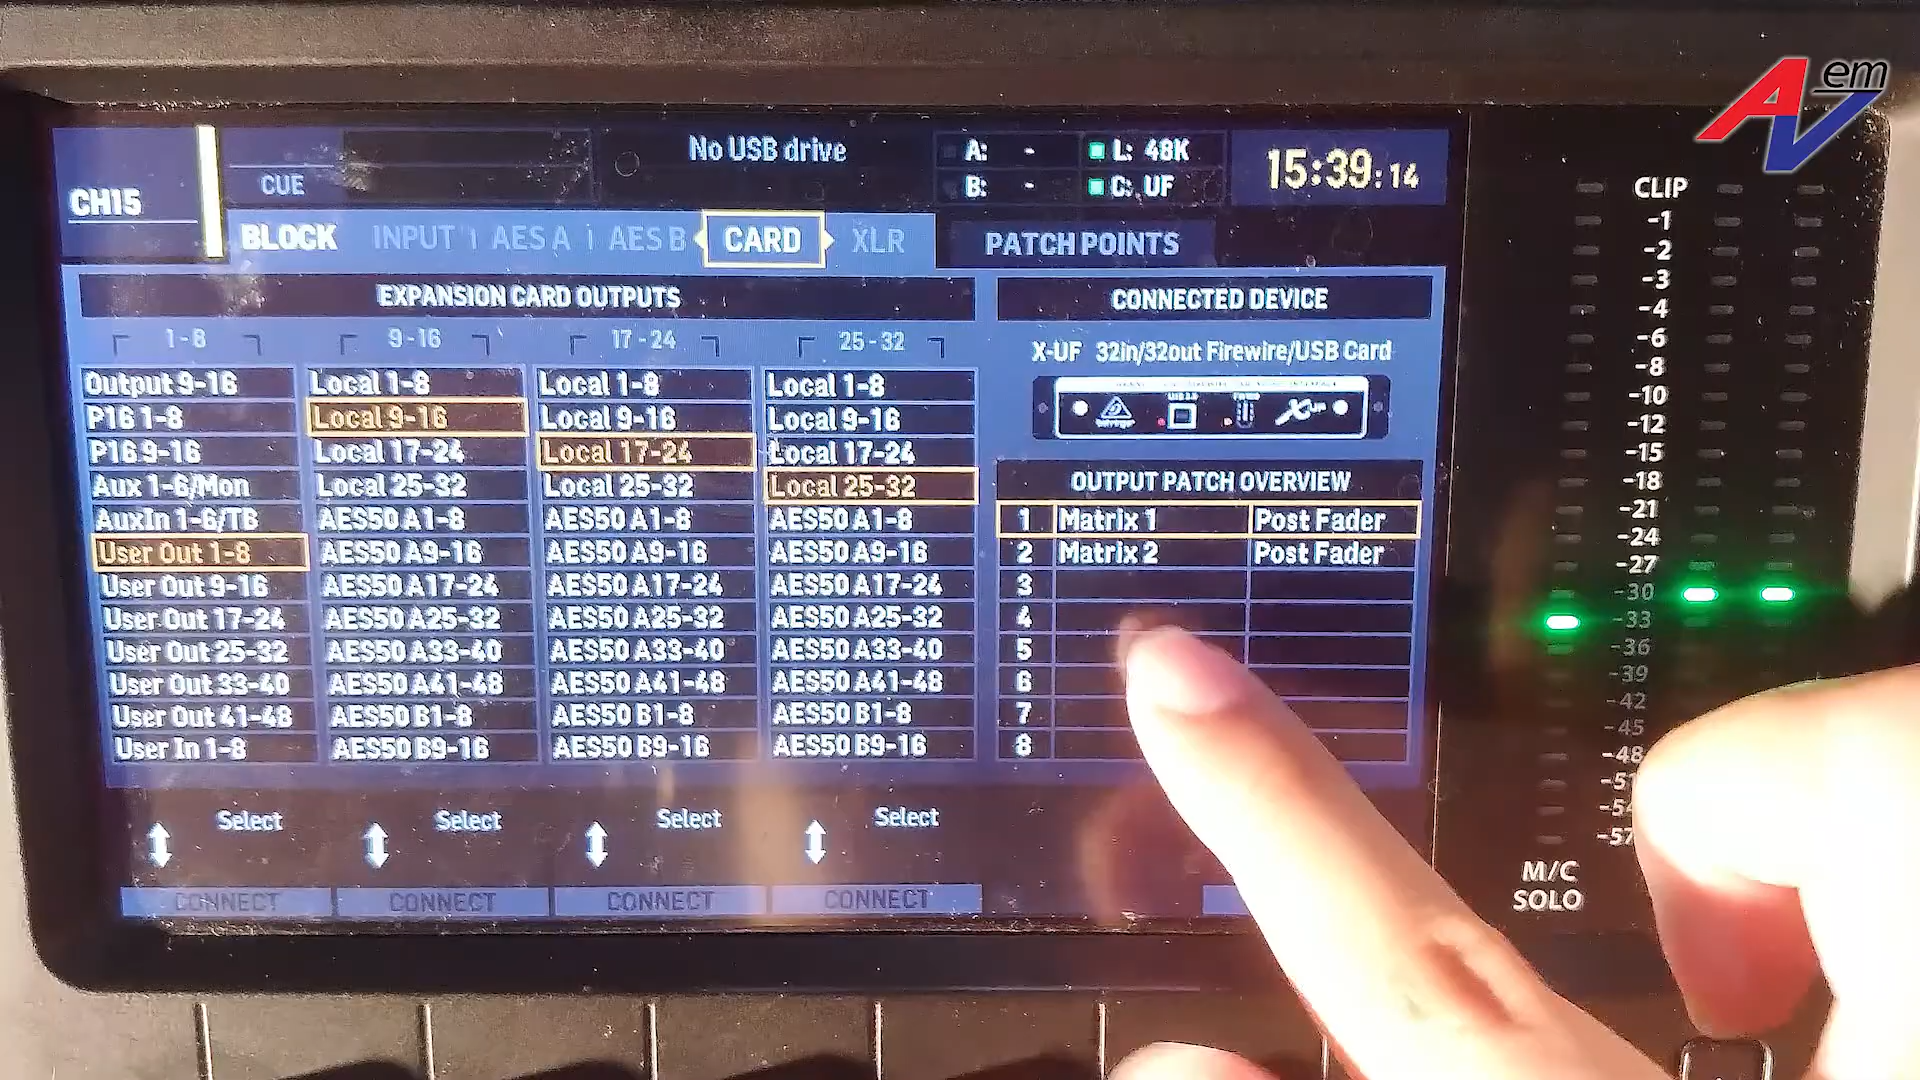 AV em
CH15
CUE
No USB drive
A: -
B: -
L: 48K
C: UF
15:39:14
BLOCK INPUT AES A AES B CARD XLR
PATCH POINTS
EXPANSION CARD OUTPUTS
1-8 9-16 17-24 25-32
Output 9-16 Local 1-8 Local 1-8 Local 1-8
P16 1-8 Local 9-16 Local 9-16 Local 9-16
P16 9-16 Local 17-24 Local 17-24 Local 17-24
Aux 1-6/Mon Local 25-32 Local 25-32 Local 25-32
AuxIn 1-6/TB AES50 A1-8 AES50 A1-8 AES50 A1-8
User Out 1-8 AES50 A9-16 AES50 A9-16 AES50 A9-16
User Out 9-16 AES50 A17-24 AES50 A17-24 AES50 A17-24
User Out 17-24 AES50 A25-32 AES50 A25-32 AES50 A25-32
User Out 25-32 AES50 A33-40 AES50 A33-40 AES50 A33-40
User Out 33-40 AES50 A41-48 AES50 A41-48 AES50 A41-48
User Out 41-48 AES50 B1-8 AES50 B1-8 AES50 B1-8
User In 1-8 AES50 B9-16 AES50 B9-16 AES50 B9-16
Select Select Select Select
CONNECT CONNECT CONNECT CONNECT
CONNECTED DEVICE
X-UF 32in/32out Firewire/USB Card
OUTPUT PATCH OVERVIEW
1 Matrix 1 Post Fader
2 Matrix 2 Post Fader
3
4
5
6
7
8
CLIP
-1
-2
-3
-4
-6
-8
-10
-12
-15
-18
-21
-24
-27
-30
-33
-36
-39
-42
-45
-48
-57
M/C
SOLO